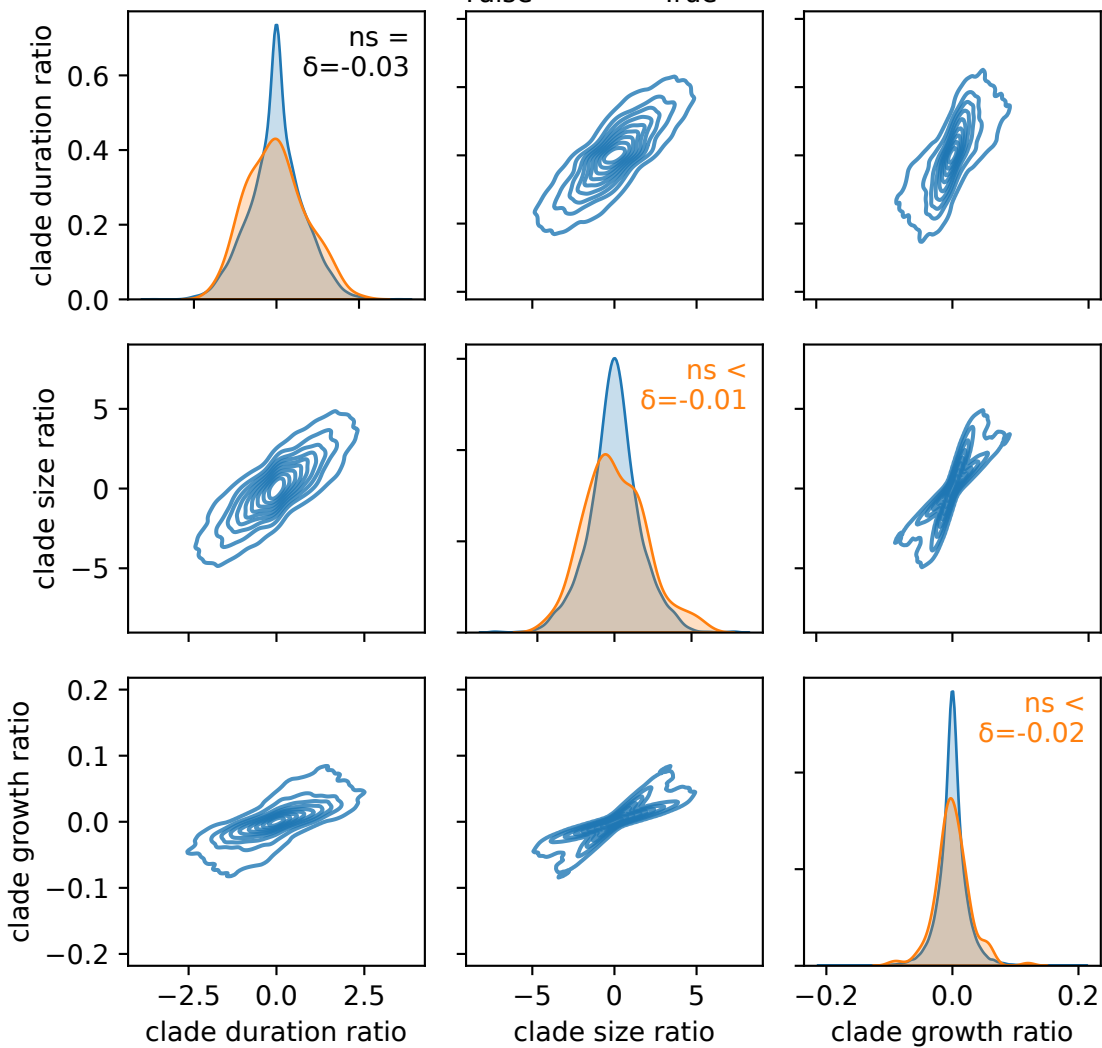 clade duration ratio
0.6
0.4
0.2
0.0
ns =
δ=-0.03
clade size ratio
5
0
−5
ns <
δ=-0.01
clade growth ratio
0.2
0.1
0.0
−0.1
−0.2
ns <
δ=-0.02
−2.5 0.0 2.5
−5 0 5
−0.2 0.0 0.2
clade duration ratio
clade size ratio
clade growth ratio